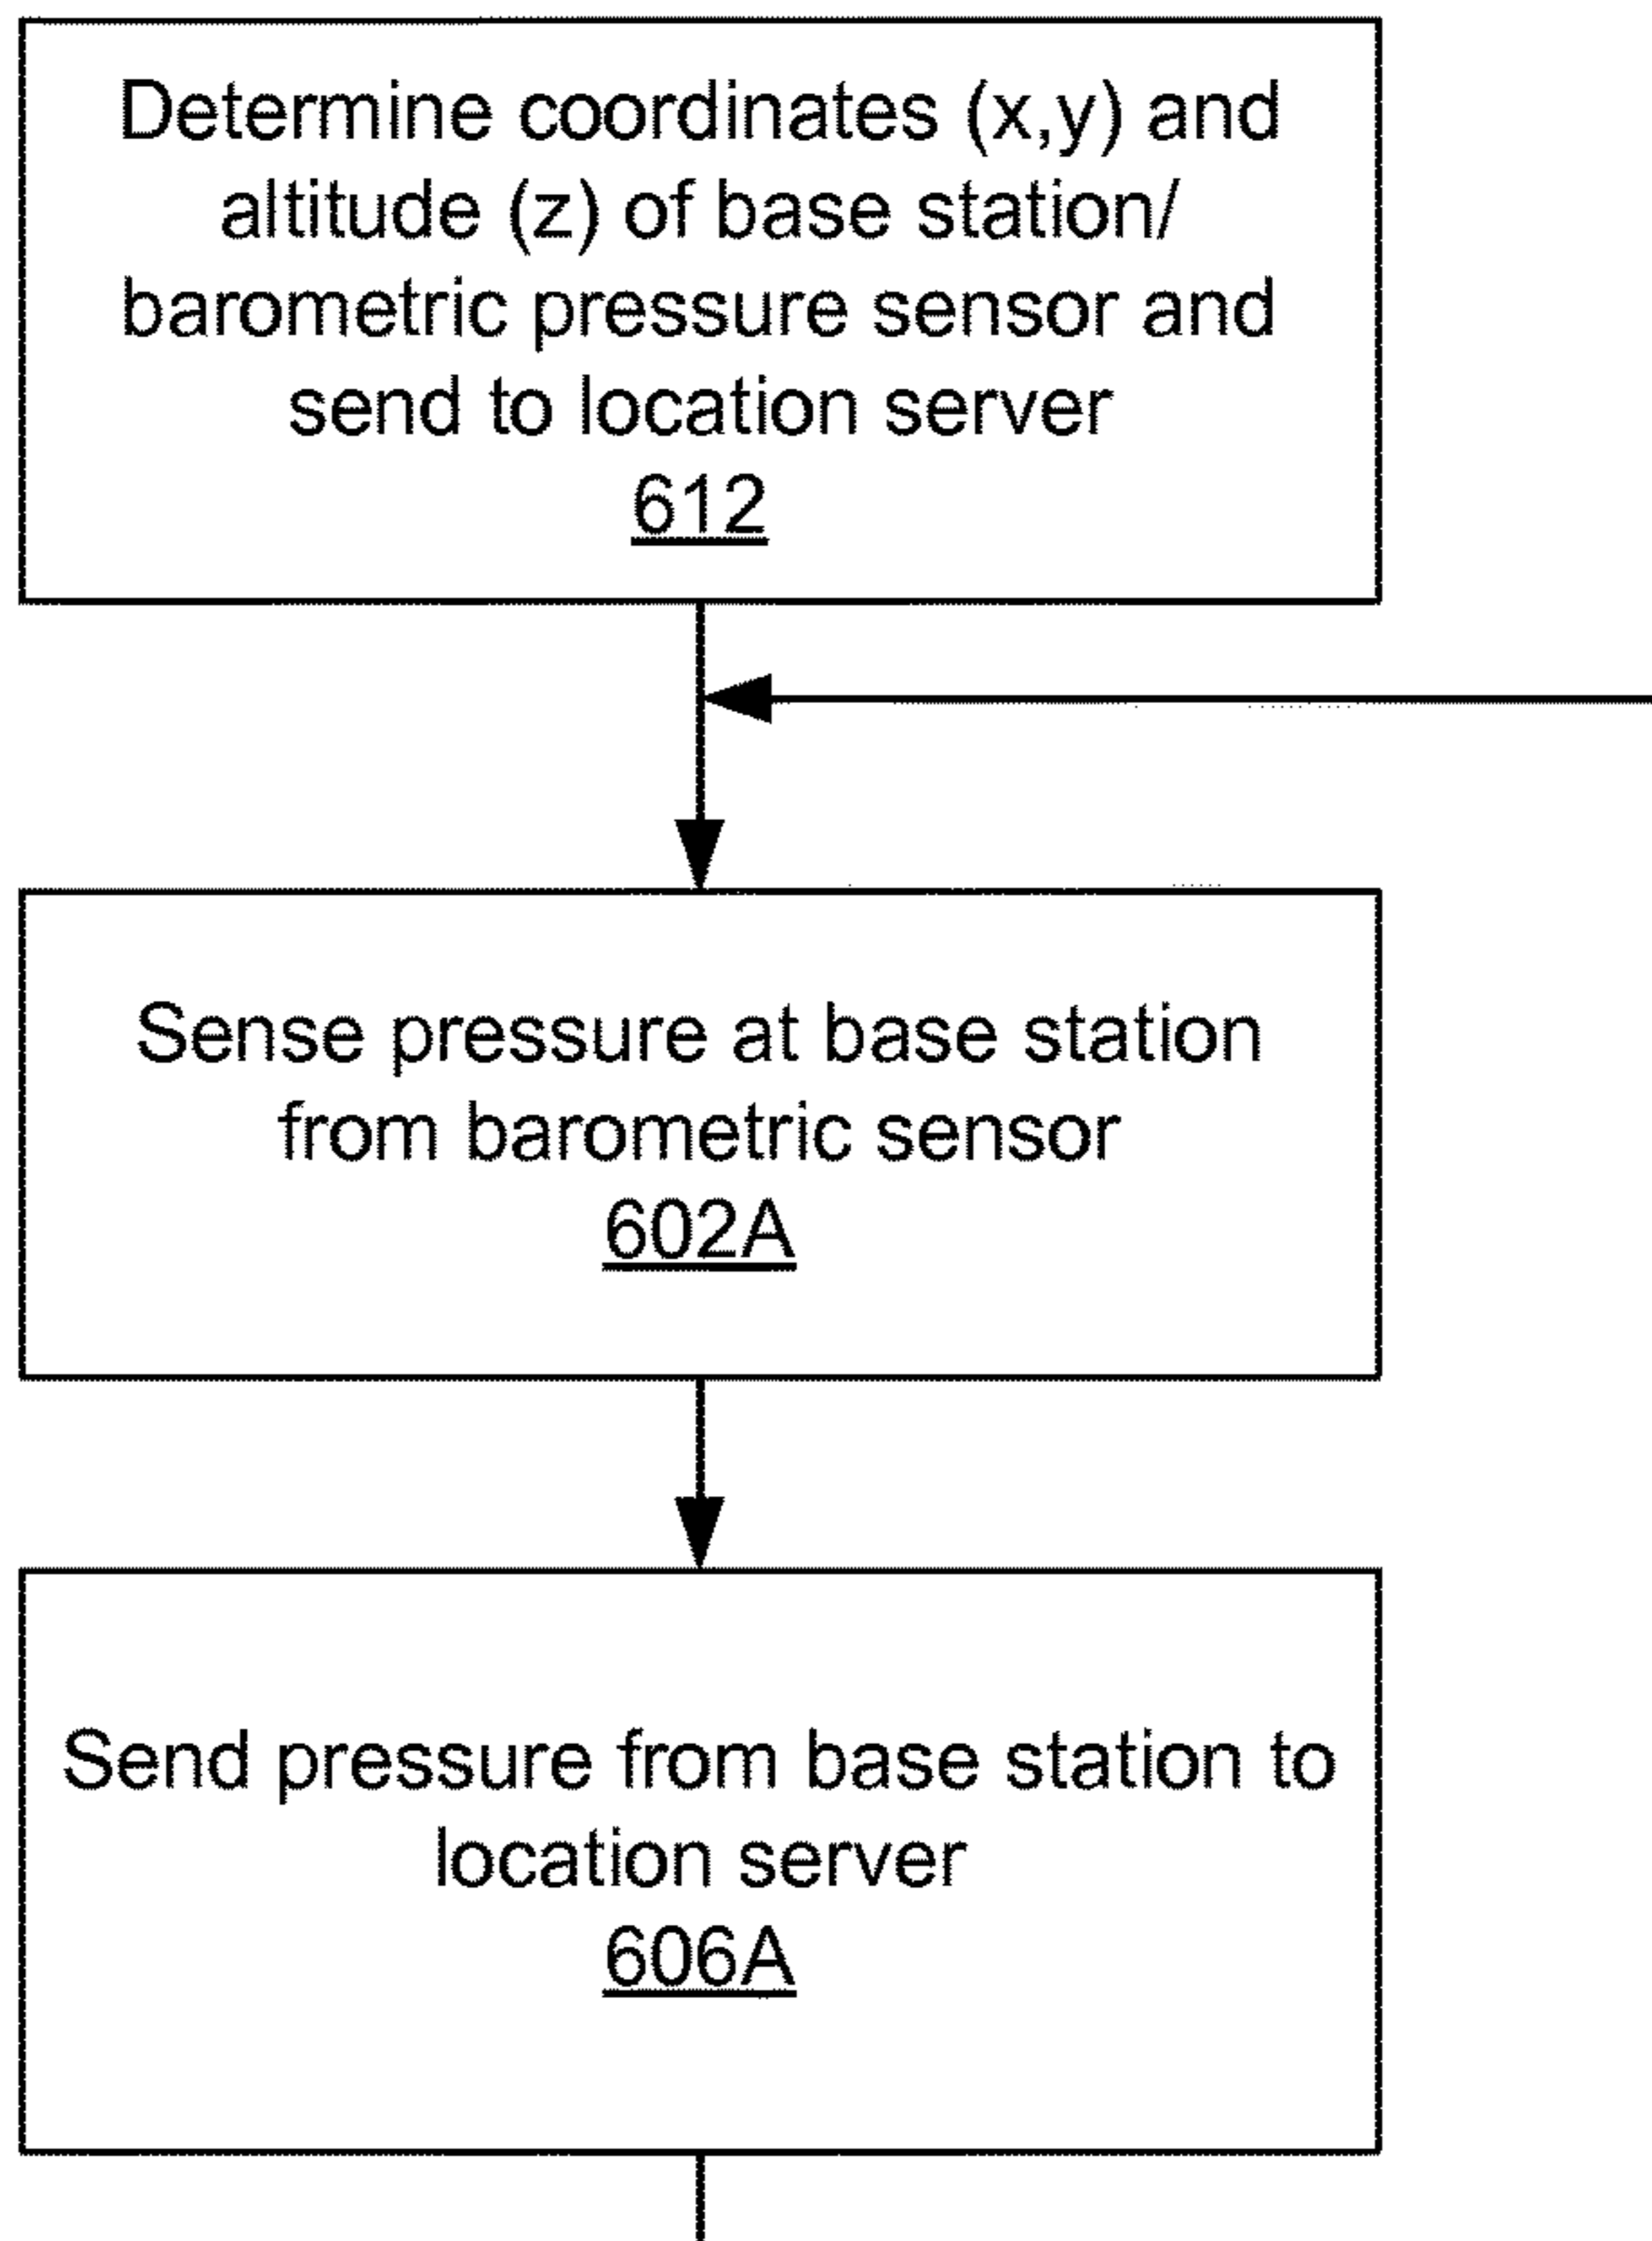 Determine coordinates (x,y) and
altitude (z) of base station/
barometric pressure sensor and
send to location server
612
Sense pressure at base station
from barometric sensor
602A
Send pressure from base station to
location server
606A